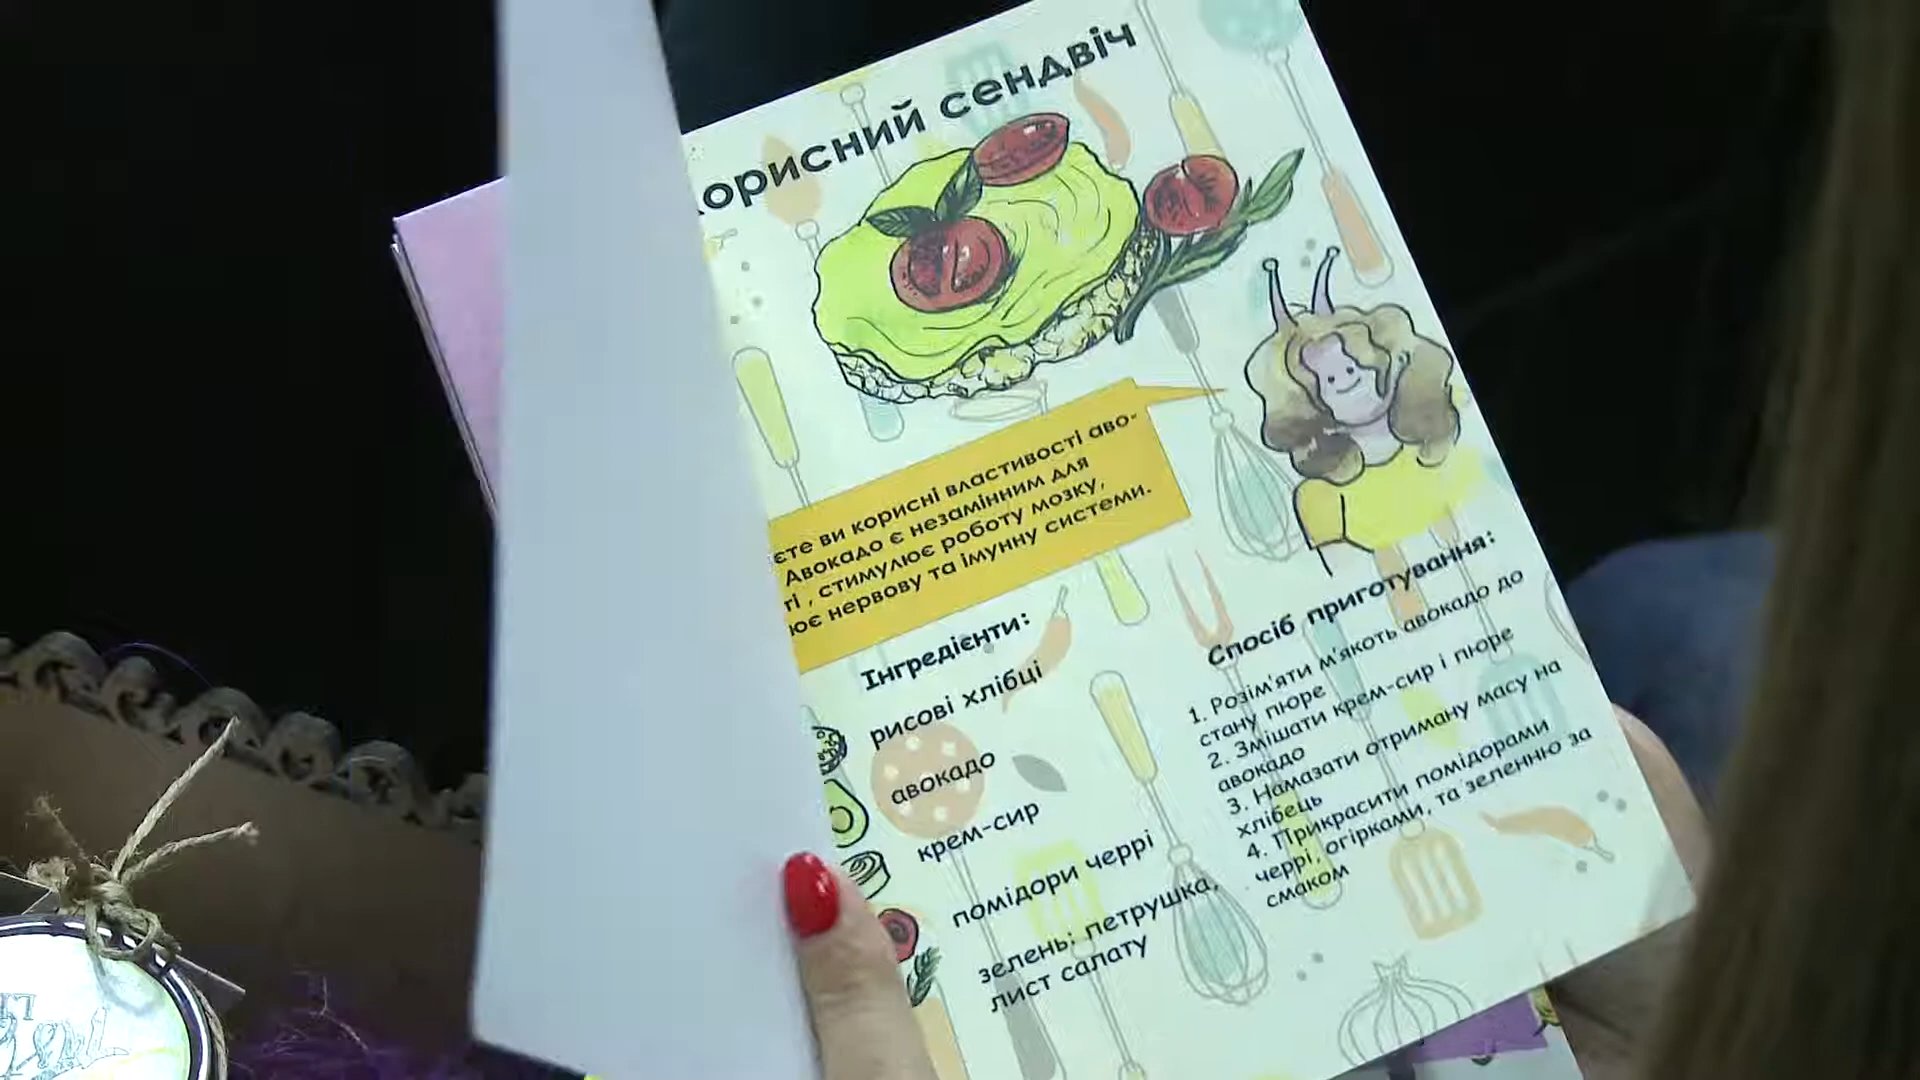 корисний сендвіч
єте ви корисні властивості аво-
Авокадо є незамінним для
ті , стимулює роботу мозку,
ює нервову та імунну системи.
Інгредієнти:
рисові хлібці
авокадо
крем-сир
помідори черрі
зелень: петрушка,
лист салату
Спосіб приготування:
1. Розім'яти м'якоть авокадо до
стану пюре
2. Змішати крем-сир і пюре
авокадо
3. Намазати отриману масу на
хлібець
4. Прикрасити помідорами
черрі, огірками, та зеленню за
смаком